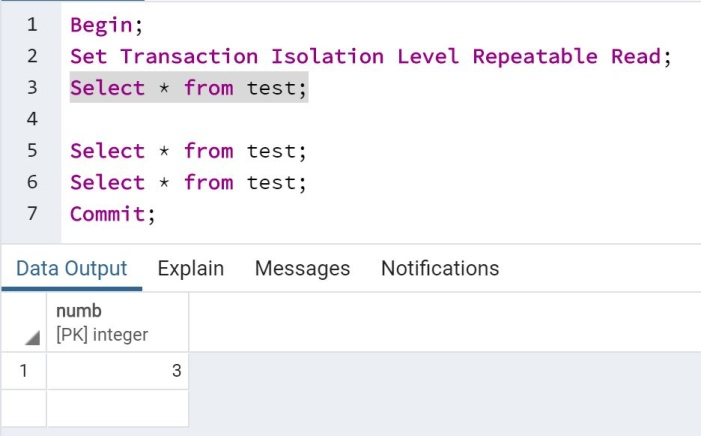 1 Begin;
2 Set Transaction Isolation Level Repeatable Read;
3 Select * from test;
4
5 Select * from test;
6 Select * from test;
7 Commit;
Data Output Explain Messages Notifications
numb
[PK] integer
1 3